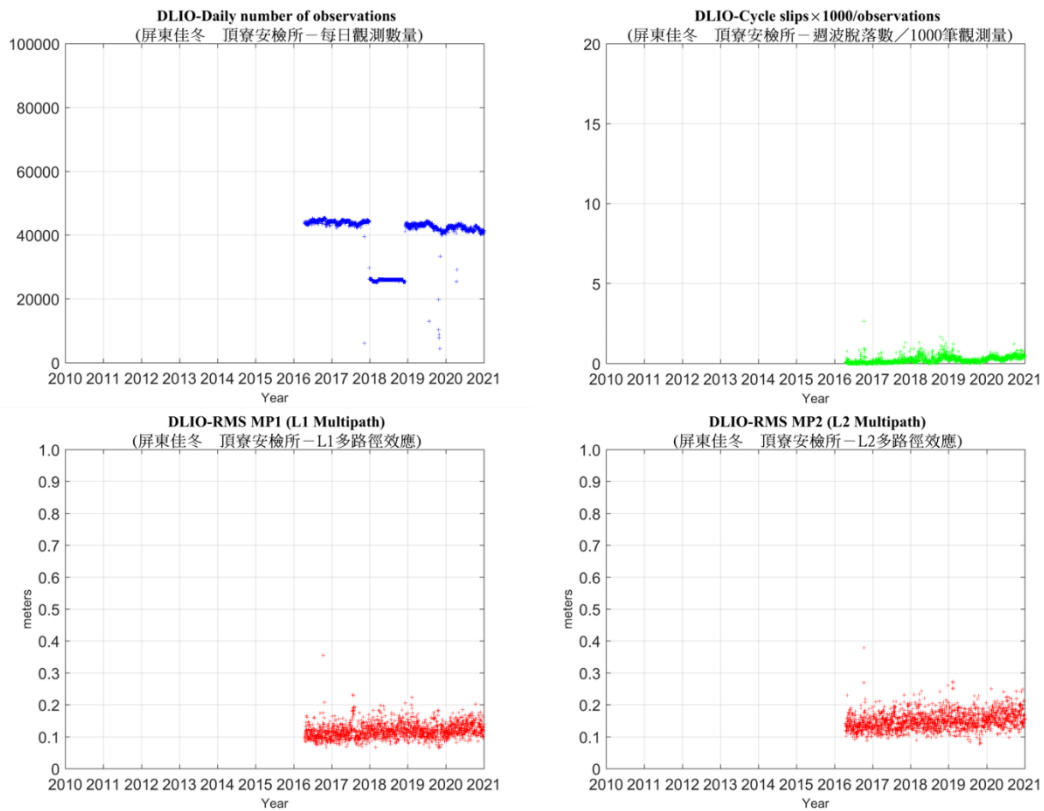 DLIO-Daily number of observations
(屏東佳冬 頂寮安檢所－每日觀測數量)
100000
80000
60000
40000
20000
0
2010 2011 2012 2013 2014 2015 2016 2017 2018 2019 2020 2021
Year
DLIO-Cycle slips×1000/observations
(屏東佳冬 頂寮安檢所－週波脫落數／1000筆觀測量)
20
15
10
5
0
2010 2011 2012 2013 2014 2015 2016 2017 2018 2019 2020 2021
Year
DLIO-RMS MP1 (L1 Multipath)
(屏東佳冬 頂寮安檢所－L1多路徑效應)
1.0
0.9
0.8
0.7
0.6
0.5
0.4
0.3
0.2
0.1
0
meters
2010 2011 2012 2013 2014 2015 2016 2017 2018 2019 2020 2021
Year
DLIO-RMS MP2 (L2 Multipath)
(屏東佳冬 頂寮安檢所－L2多路徑效應)
1.0
0.9
0.8
0.7
0.6
0.5
0.4
0.3
0.2
0.1
0
meters
2010 2011 2012 2013 2014 2015 2016 2017 2018 2019 2020 2021
Year